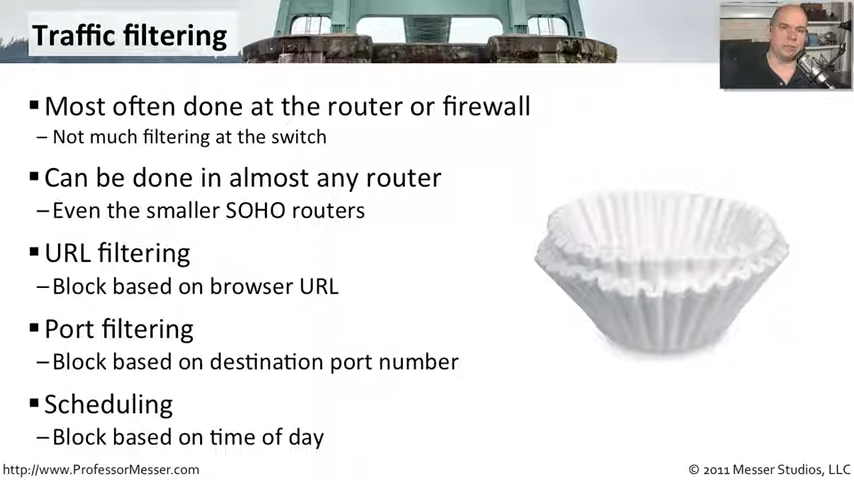 Traffic filtering
▪ Most often done at the router or firewall
– Not much filtering at the switch
▪ Can be done in almost any router
– Even the smaller SOHO routers
▪ URL filtering
– Block based on browser URL
▪ Port filtering
– Block based on destination port number
▪ Scheduling
– Block based on time of day
http://www.ProfessorMesser.com
© 2011 Messer Studios, LLC